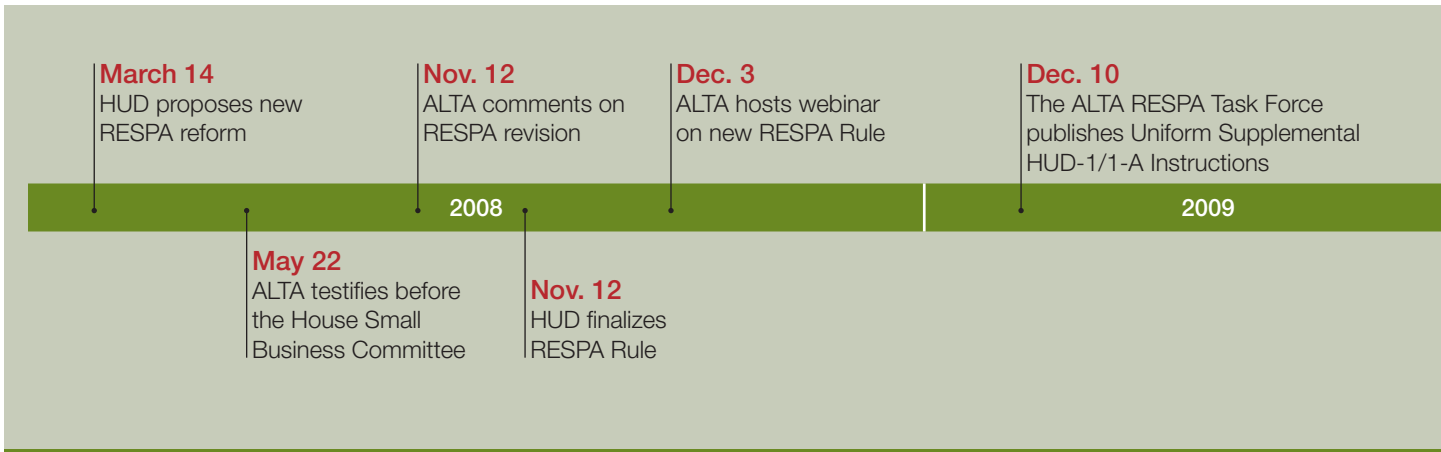 March 14
HUD proposes new
RESPA reform
Nov. 12
ALTA comments on
RESPA revision
Dec. 3
ALTA hosts webinar
on new RESPA Rule
Dec. 10
The ALTA RESPA Task Force
publishes Uniform Supplemental
HUD-1/1-A Instructions
2008
2009
May 22
ALTA testifies before
the House Small
Business Committee
Nov. 12
HUD finalizes
RESPA Rule